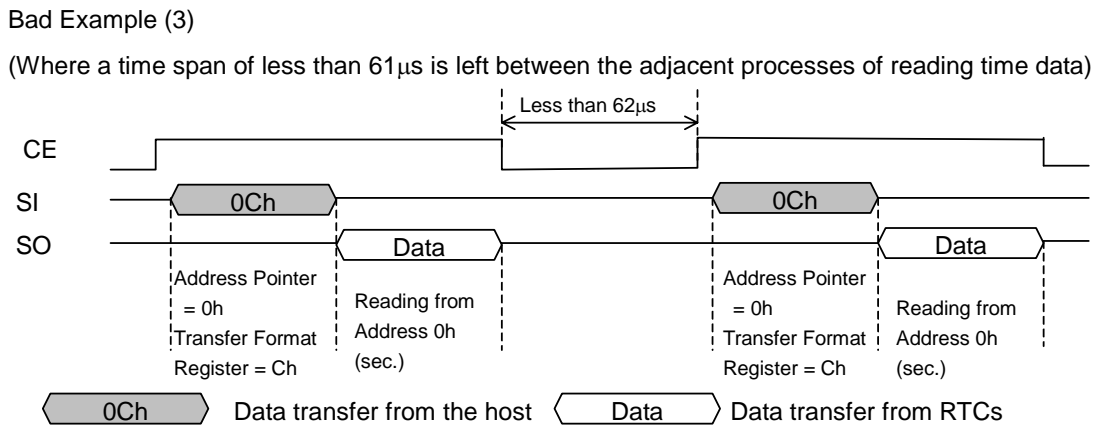 Bad Example (3)
(Where a time span of less than 61μs is left between the adjacent processes of reading time data)
Less than 62μs
CE
SI
0Ch
0Ch
SO
Data
Data
Address Pointer
= 0h
Transfer Format
Register = Ch
Reading from
Address 0h
(sec.)
Address Pointer
= 0h
Transfer Format
Register = Ch
Reading from
Address 0h
(sec.)
0Ch
Data transfer from the host
Data
Data transfer from RTCs